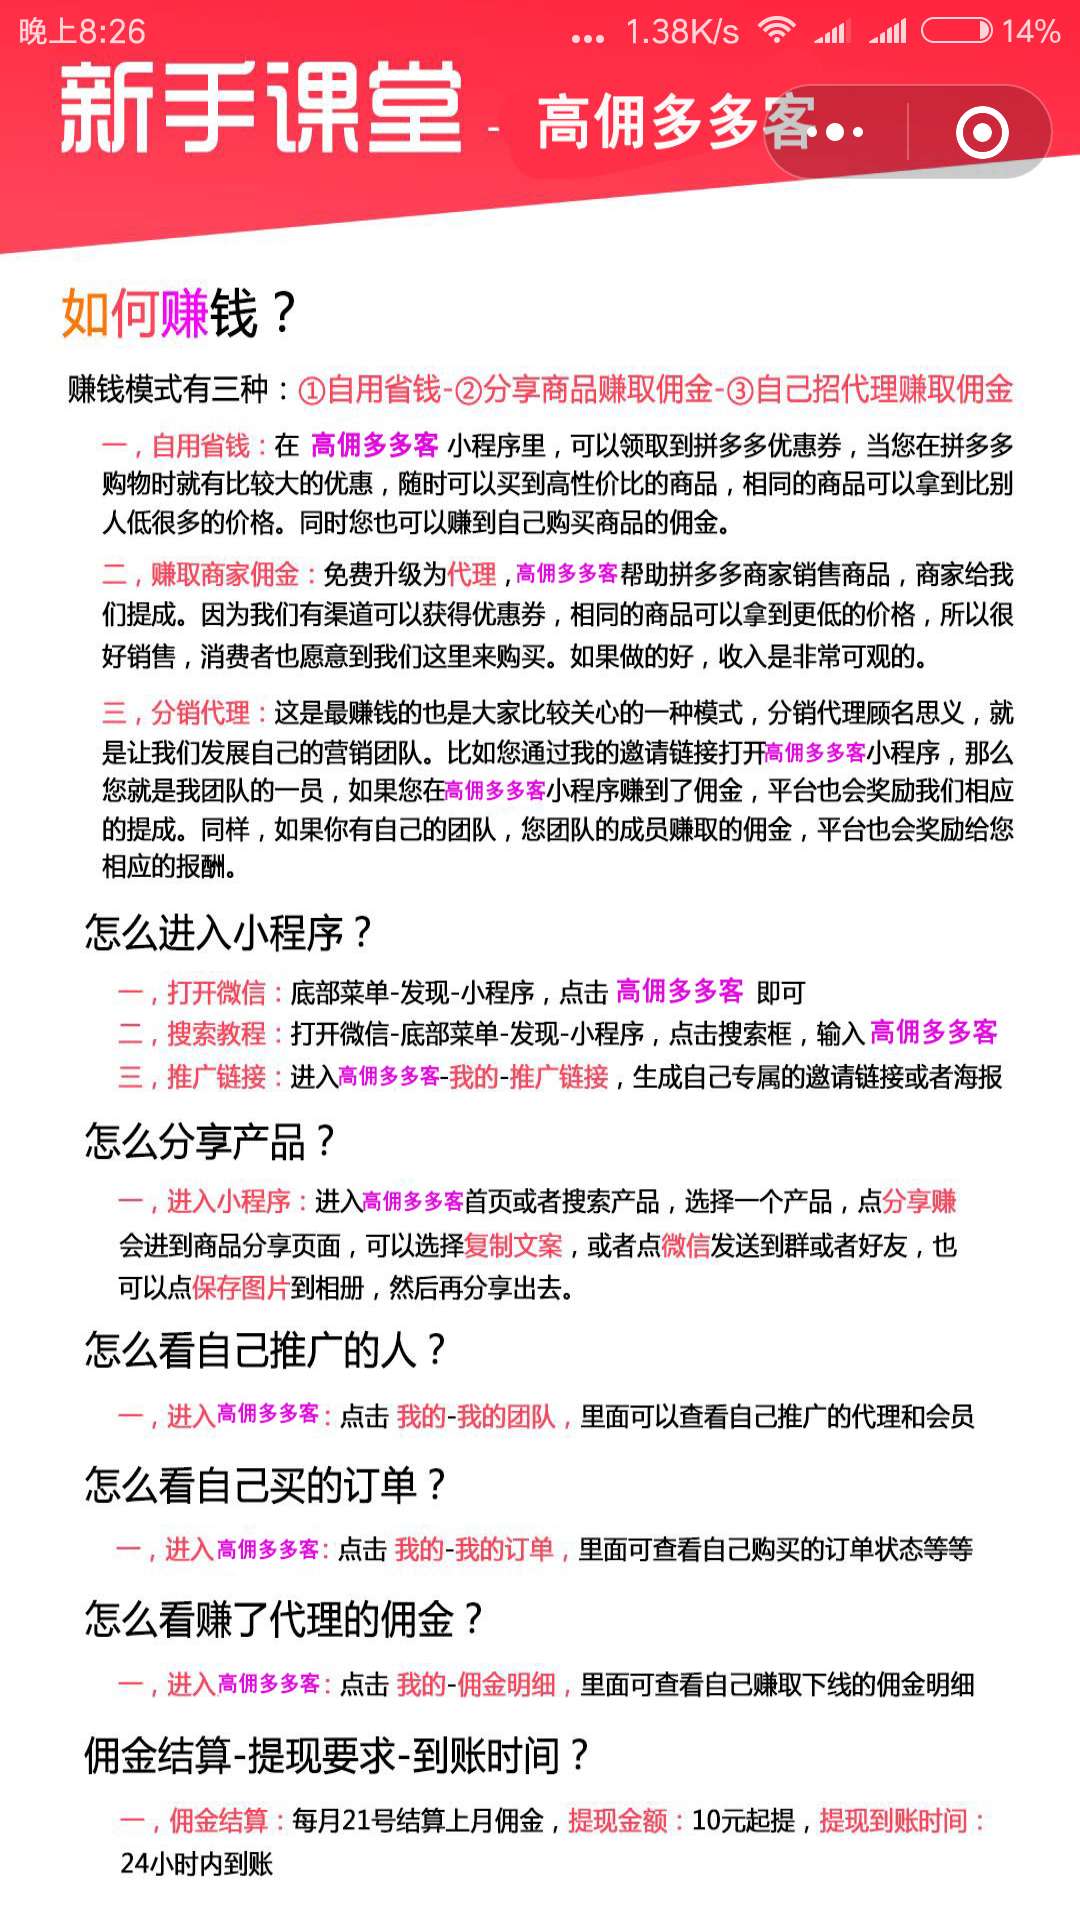 晚上8:26 ... 1.38K/s 14%
新手课堂 - 高佣多多客
如何赚钱？
赚钱模式有三种：①自用省钱-②分享商品赚取佣金-③自己招代理赚取佣金
一，自用省钱：在 高佣多多客 小程序里，可以领取到拼多多优惠券，当您在拼多多
购物时就有比较大的优惠，随时可以买到高性价比的商品，相同的商品可以拿到比别
人低很多的价格。同时您也可以赚到自己购买商品的佣金。
二，赚取商家佣金：免费升级为代理，高佣多多客帮助拼多多商家销售商品，商家给我
们提成。因为我们有渠道可以获得优惠券，相同的商品可以拿到更低的价格，所以很
好销售，消费者也愿意到我们这里来购买。如果做的好，收入是非常可观的。
三，分销代理：这是最赚钱的也是大家比较关心的一种模式，分销代理顾名思义，就
是让我们发展自己的营销团队。比如您通过我的邀请链接打开高佣多多客小程序，那么
您就是我团队的一员，如果您在高佣多多客小程序赚到了佣金，平台也会奖励我们相应
的提成。同样，如果你有自己的团队，您团队的成员赚取的佣金，平台也会奖励给您
相应的报酬。
怎么进入小程序？
一，打开微信：底部菜单-发现-小程序，点击 高佣多多客 即可
二，搜索教程：打开微信-底部菜单-发现-小程序，点击搜索框，输入高佣多多客
三，推广链接：进入高佣多多客-我的-推广链接，生成自己专属的邀请链接或者海报
怎么分享产品？
一，进入小程序：进入高佣多多客首页或者搜索产品，选择一个产品，点分享赚
会进到商品分享页面，可以选择复制文案，或者点微信发送到群或者好友，也
可以点保存图片到相册，然后再分享出去。
怎么看自己推广的人？
一，进入高佣多多客：点击 我的-我的团队，里面可以查看自己推广的代理和会员
怎么看自己买的订单？
一，进入高佣多多客：点击 我的-我的订单，里面可查看自己购买的订单状态等等
怎么看赚了代理的佣金？
一，进入高佣多多客：点击 我的-佣金明细，里面可查看自己赚取下线的佣金明细
佣金结算-提现要求-到账时间？
一，佣金结算：每月21号结算上月佣金，提现金额：10元起提，提现到账时间：
24小时内到账